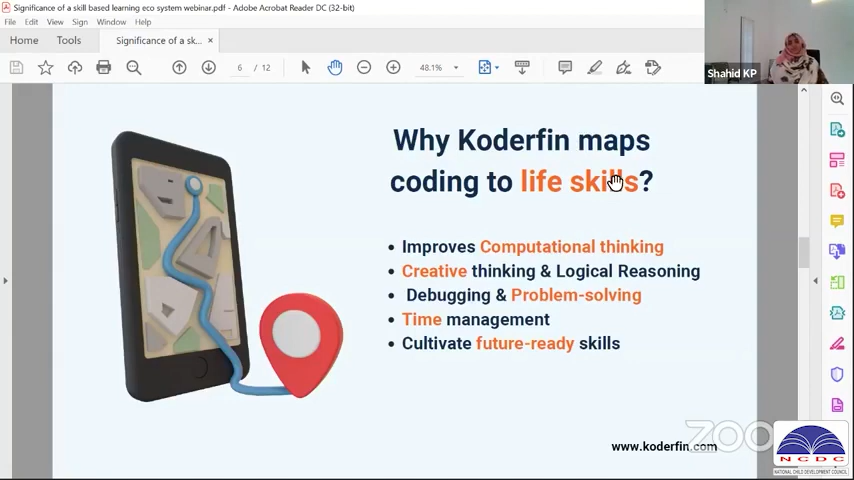 Significance of a skill based learning eco system webinar.pdf - Adobe Acrobat Reader DC (32-bit)
File Edit View Sign Window Help
Home Tools Significance of a sk... ×
6 / 12 48.1%
Shahid KP
Why Koderfin maps
coding to life skills?
• Improves Computational thinking
• Creative thinking & Logical Reasoning
• Debugging & Problem-solving
• Time management
• Cultivate future-ready skills
www.koderfin.com
ZOO
NCDC
NATIONAL CHILD DEVELOPMENT COUNCIL